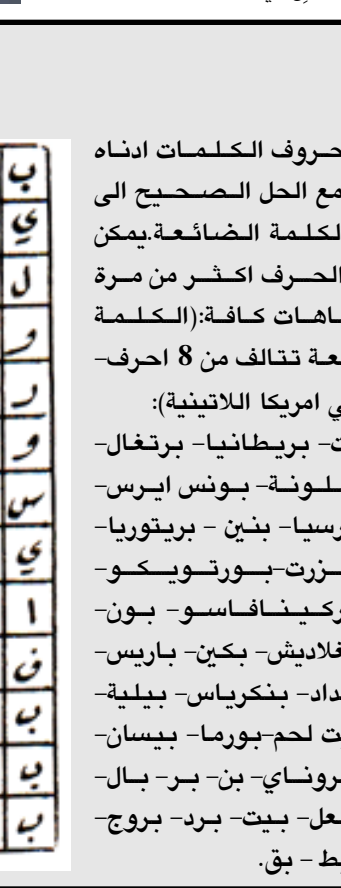 حروف الكلمات ادناه
مع الحل الصحيح الى
لكلمة الضائعة.يمكن
الحرف اكثر من مرة
اهات كافة:(الكلمة
عة تتالف من 8 احرف-
ي امريكا اللاتينية):
ت- بريطانيا- برتغال-
لونة- بونس ايرس-
رسيا- بنين - بريتوريا-
زرت-بورتويكو-
ركينافاسو- بون-
غلاديش- بكين- باريس-
داد- بنكرياس- بيلية-
ت لحم-بورما- بيسان-
روناي- بن- بر- بال-
عل- بيت- برد- بروج-
ط - بق.
ب
ي
ل
و
ر
و
س
ي
ا
ن
ب
ب
ب